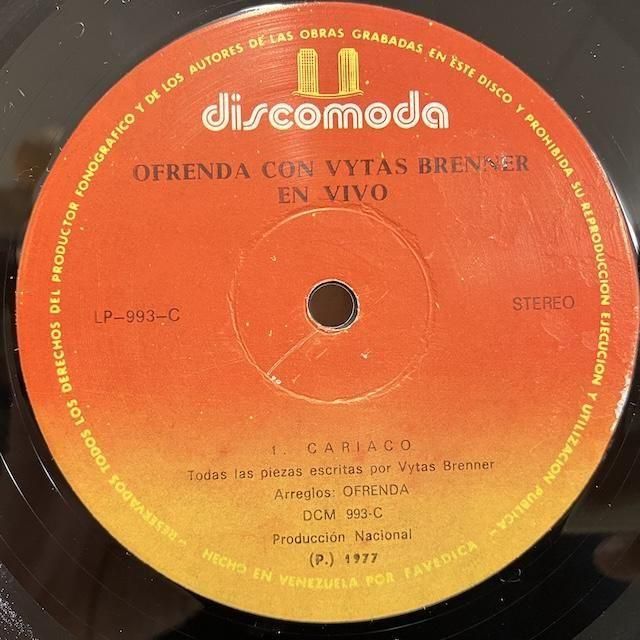 RESERVADOS TODOS LOS DERECHOS DEL PRODUCTOR FONOGRAFICO Y DE LOS AUTORES DE LAS OBRAS GRABADAS EN ESTE DISCO Y PROHIBIDA SU REPRODUCCION EJECUCION Y UTILIZACION PUBLICA
discomoda
OFRENDA CON VYTAS BRENNER
EN VIVO
LP-993-C
STEREO
1. CARIACO
Todas las piezas escritas por Vytas Brenner
Arreglos: OFRENDA
DCM 993-C
Producción Nacional
(P.) 1977
HECHO EN VENEZUELA POR FAVEDICA